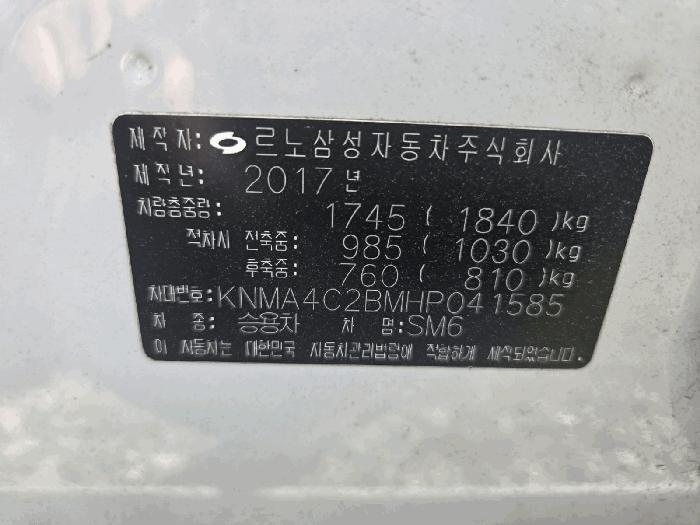 제 작 자: 르노삼성자동차주식회사
제 작 년: 2017 년
차량총중량: 1745 ( 1840 )kg
적차시 전축중: 985 ( 1030 )kg
후축중: 760 ( 810 )kg
차대번호: KNMA4C2BMHP041585
차 종: 승용차 차 명: SM6
이 자동차는 대한민국 자동차관리법령에 적합하게 제작되었습니다.